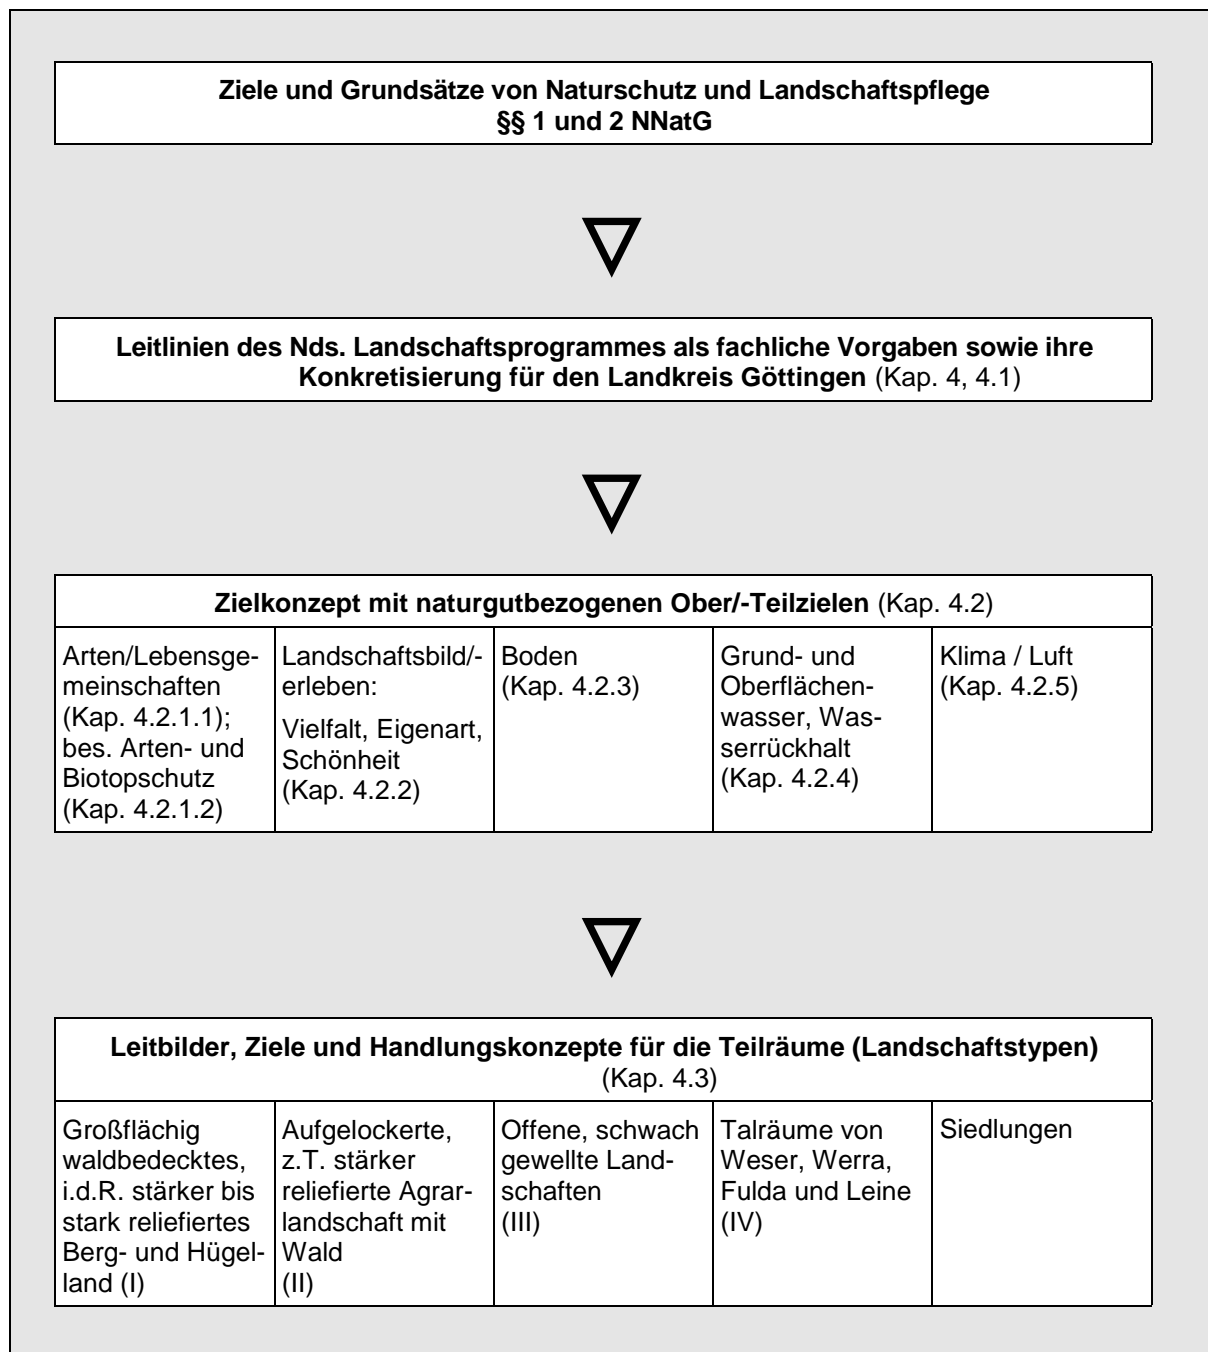 Ziele und Grundsätze von Naturschutz und Landschaftspflege
§§ 1 und 2 NNatG
Leitlinien des Nds. Landschaftsprogrammes als fachliche Vorgaben sowie ihre
Konkretisierung für den Landkreis Göttingen (Kap. 4, 4.1)
Zielkonzept mit naturgutbezogenen Ober/-Teilzielen (Kap. 4.2)
Arten/Lebensge-
meinschaften
(Kap. 4.2.1.1);
bes. Arten- und
Biotopschutz
(Kap. 4.2.1.2)
Landschaftsbild/-
erleben:
Vielfalt, Eigenart,
Schönheit
(Kap. 4.2.2)
Boden
(Kap. 4.2.3)
Grund- und
Oberflächen-
wasser, Was-
serrückhalt
(Kap. 4.2.4)
Klima / Luft
(Kap. 4.2.5)
Leitbilder, Ziele und Handlungskonzepte für die Teilräume (Landschaftstypen)
(Kap. 4.3)
Großflächig
waldbedecktes,
i.d.R. stärker bis
stark reliefiertes
Berg- und Hügel-
land (I)
Aufgelockerte,
z.T. stärker
reliefierte Agrar-
landschaft mit
Wald
(II)
Offene, schwach
gewellte Land-
schaften
(III)
Talräume von
Weser, Werra,
Fulda und Leine
(IV)
Siedlungen